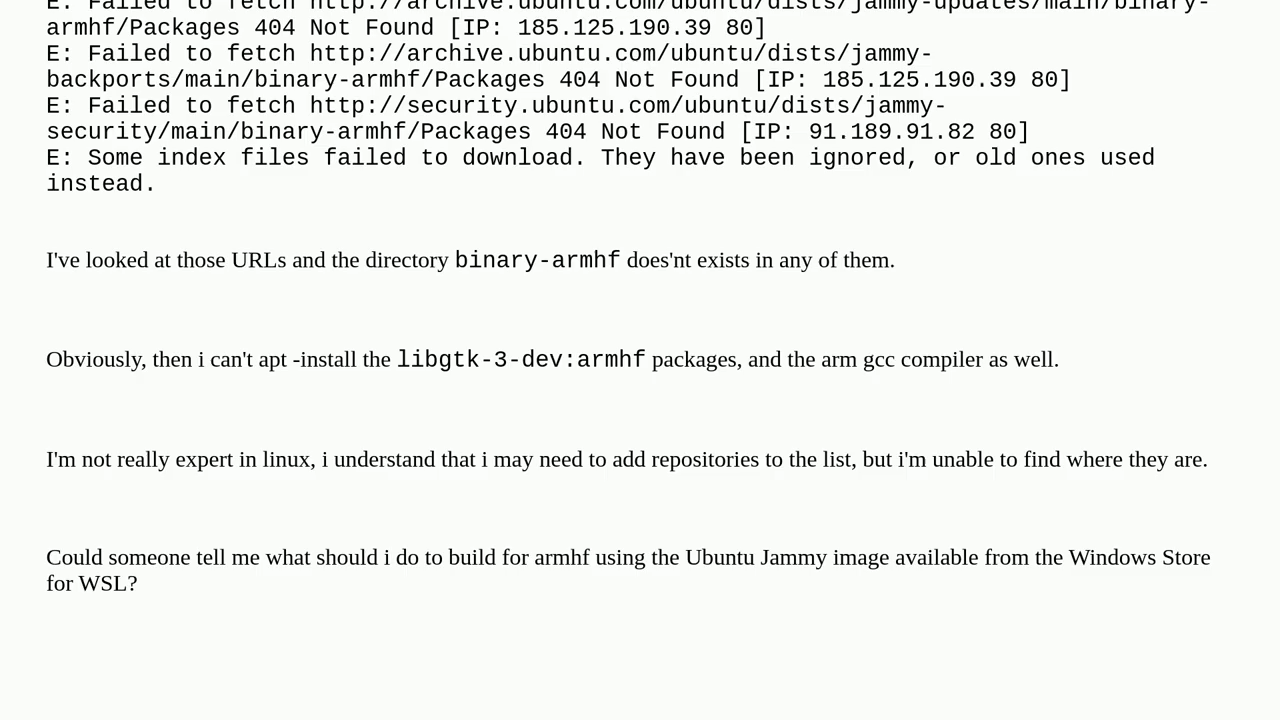 E: Failed to fetch http://archive.ubuntu.com/ubuntu/dists/jammy-updates/main/binary-
armhf/Packages 404 Not Found [IP: 185.125.190.39 80]
E: Failed to fetch http://archive.ubuntu.com/ubuntu/dists/jammy-
backports/main/binary-armhf/Packages 404 Not Found [IP: 185.125.190.39 80]
E: Failed to fetch http://security.ubuntu.com/ubuntu/dists/jammy-
security/main/binary-armhf/Packages 404 Not Found [IP: 91.189.91.82 80]
E: Some index files failed to download. They have been ignored, or old ones used
instead.
I've looked at those URLs and the directory binary-armhf does'nt exists in any of them.
Obviously, then i can't apt -install the libgtk-3-dev:armhf packages, and the arm gcc compiler as well.
I'm not really expert in linux, i understand that i may need to add repositories to the list, but i'm unable to find where they are.
Could someone tell me what should i do to build for armhf using the Ubuntu Jammy image available from the Windows Store
for WSL?